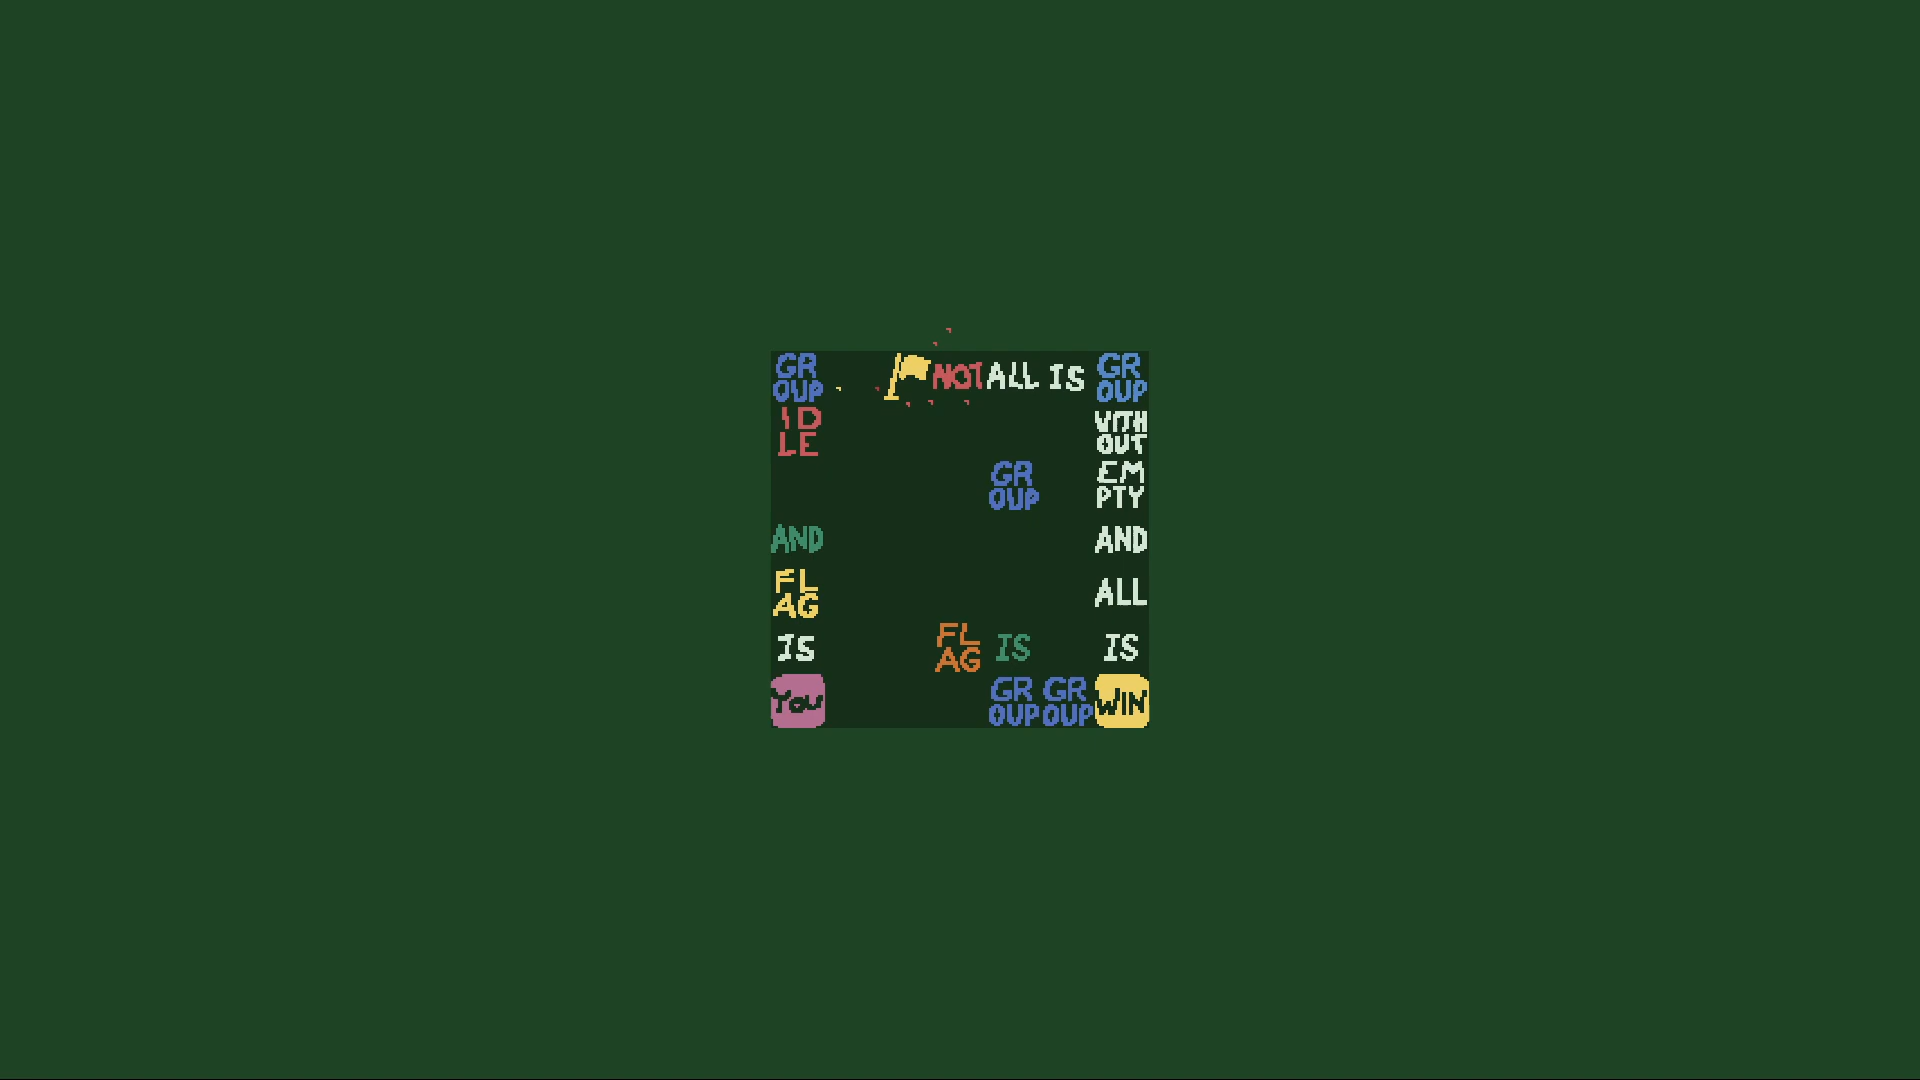 GROUP NOT ALL IS GROUP
IDLE WITHOUT
GROUP EMPTY
AND AND
FLAG ALL
IS FLAG IS IS
YOU GROUP GROUP WIN